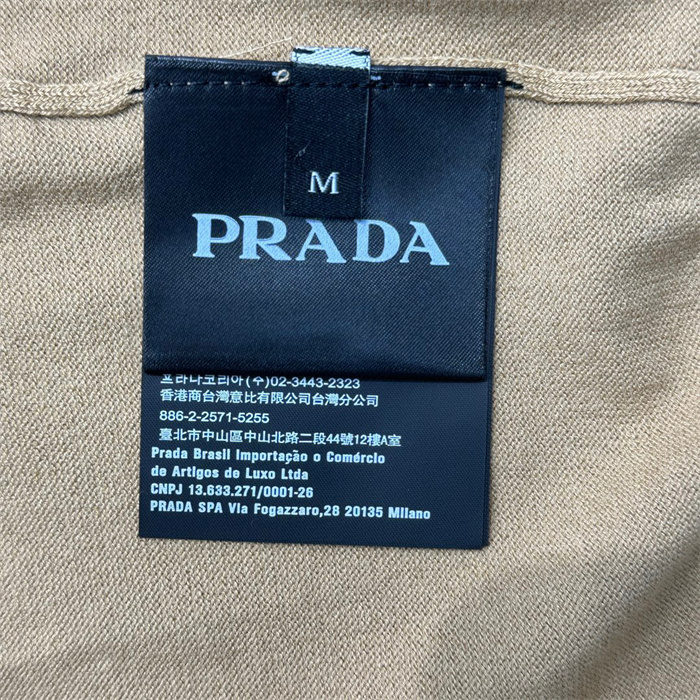 M
PRADA
프라다코리아(주)02-3443-2323
香港商台灣意比有限公司台灣分公司
886-2-2571-5255
臺北市中山區中山北路二段44號12樓A室
Prada Brasil Importação o Comércio
de Artigos de Luxo Ltda
CNPJ 13.633.271/0001-26
PRADA SPA Via Fogazzaro,28 20135 Milano